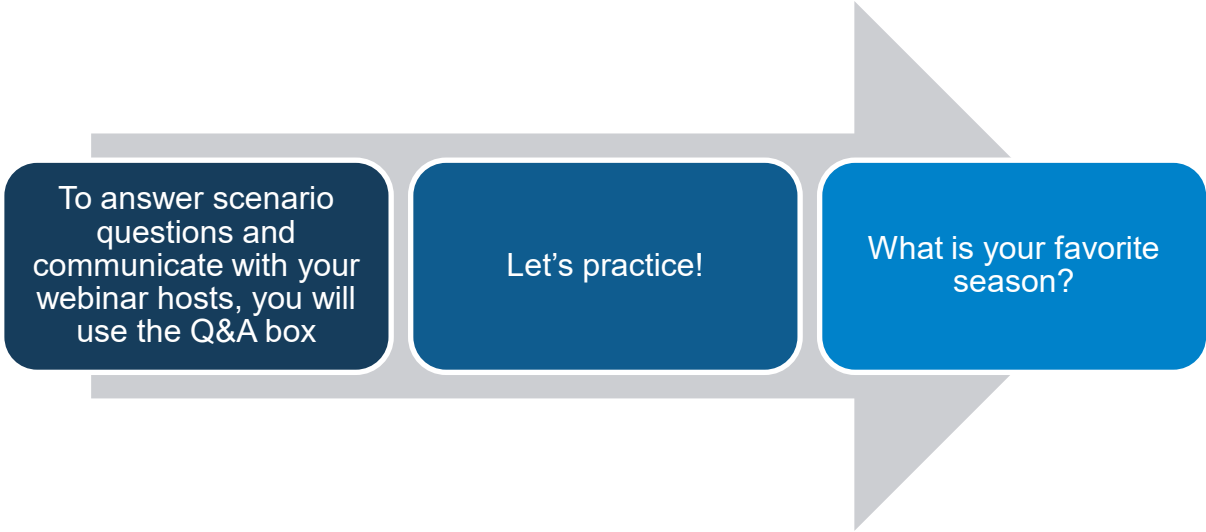 To answer scenario
questions and
communicate with your
webinar hosts, you will
use the Q&A box
Let’s practice!
What is your favorite
season?